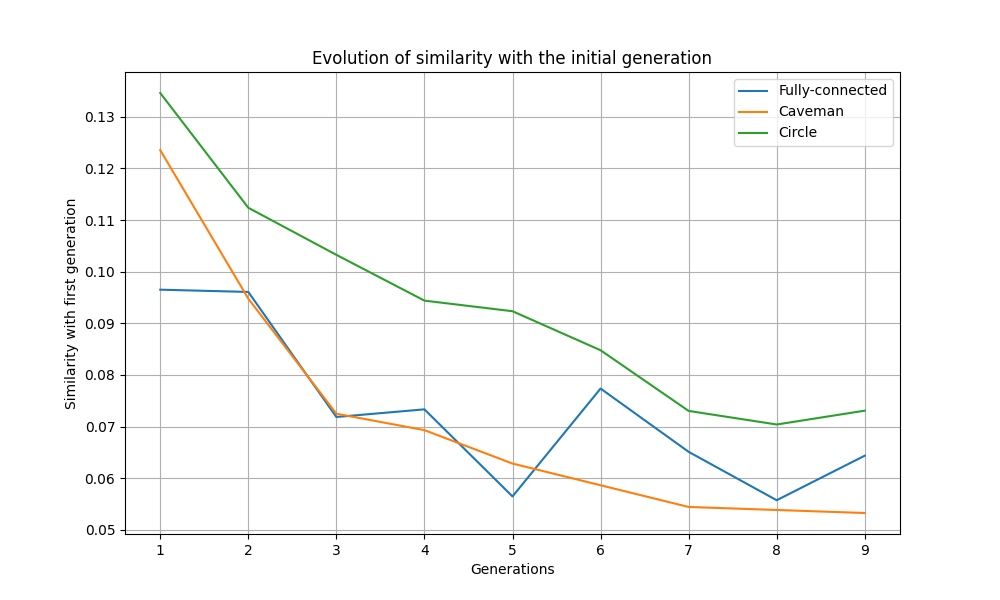 Evolution of similarity with the initial generation
Fully-connected
Caveman
Circle
Similarity with first generation
0.13
0.12
0.11
0.10
0.09
0.08
0.07
0.06
0.05
1 2 3 4 5 6 7 8 9
Generations